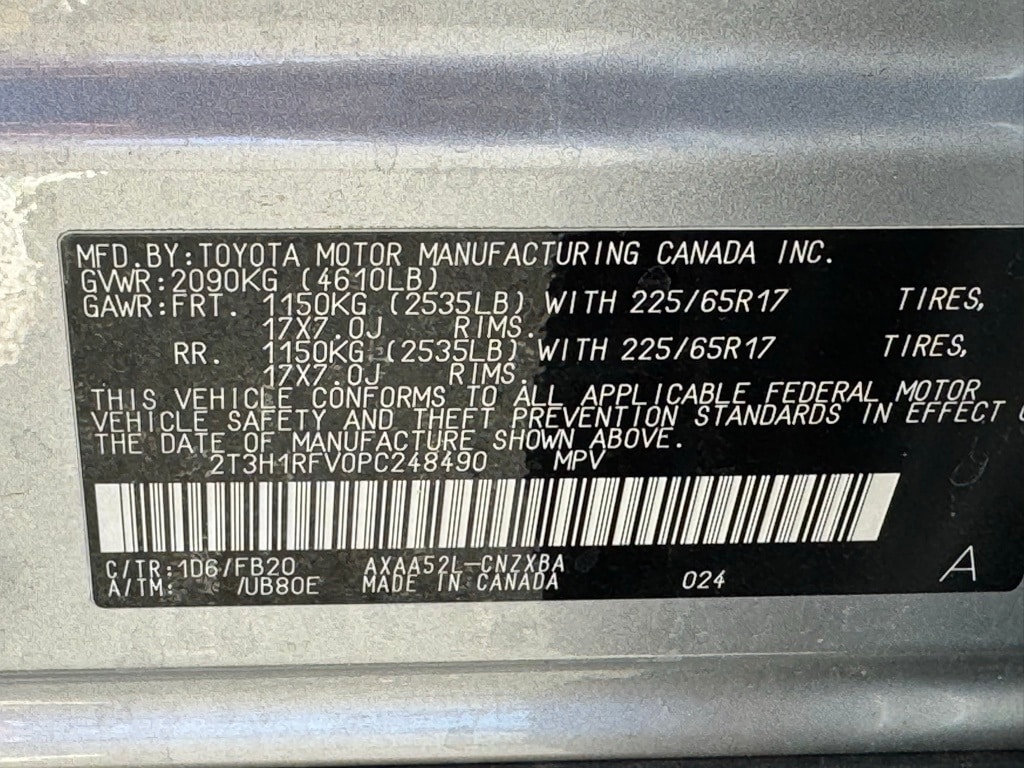 MFD.BY:TOYOTA MOTOR MANUFACTURING CANADA INC.
GVWR:2090KG (4610LB)
GAWR:FRT. 1150KG (2535LB) WITH 225/65R17 TIRES,
17X7.0J RIMS.
RR. 1150KG (2535LB) WITH 225/65R17 TIRES,
17X7.0J RIMS.
THIS VEHICLE CONFORMS TO ALL APPLICABLE FEDERAL MOTOR
VEHICLE SAFETY AND THEFT PREVENTION STANDARDS IN EFFECT
THE DATE OF MANUFACTURE SHOWN ABOVE.
2T3H1RFV0PC248490 MPV
C/TR:1D6/FB20 AXAA52L-CNZXBA
A/TM: /UB80E MADE IN CANADA 024 A